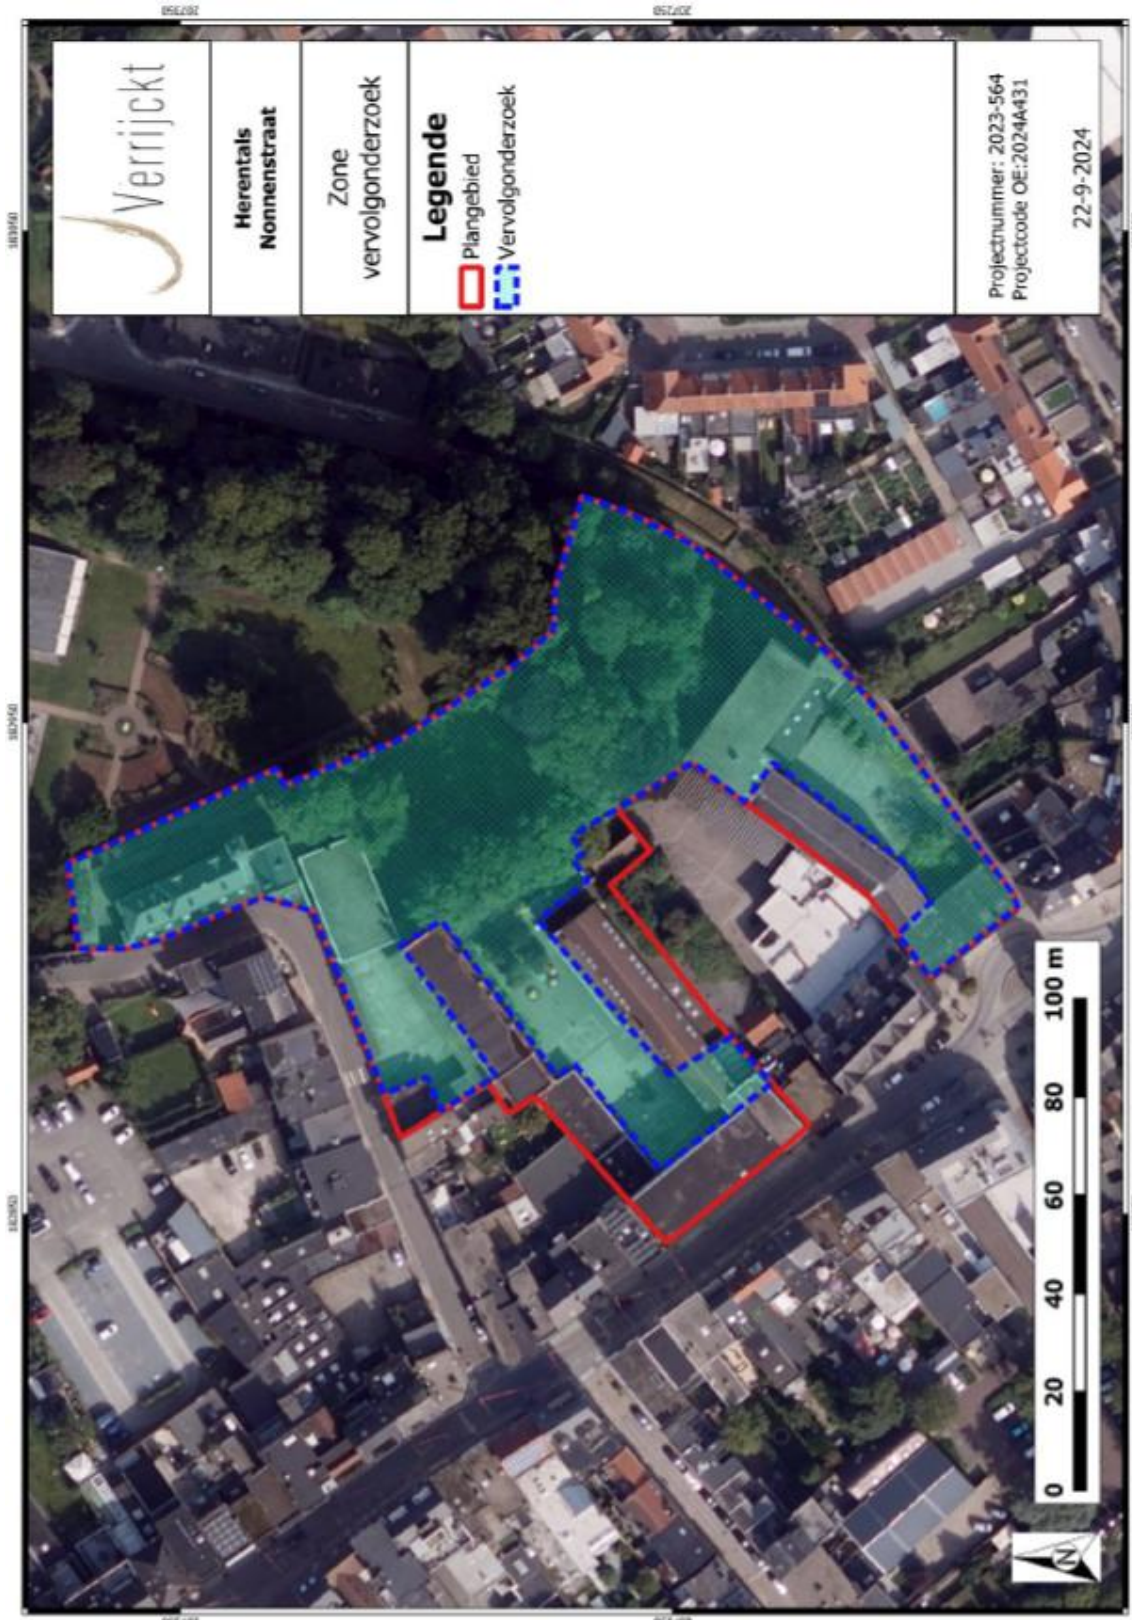 Verrijckt
Herentals
Nonnenstraat
Zone
vervolgonderzoek
Legende
Plangebied
Vervolgonderzoek
Projectnummer: 2023-564
Projectcode OE:2024A431
22-9-2024
0 20 40 60 80 100 m
N